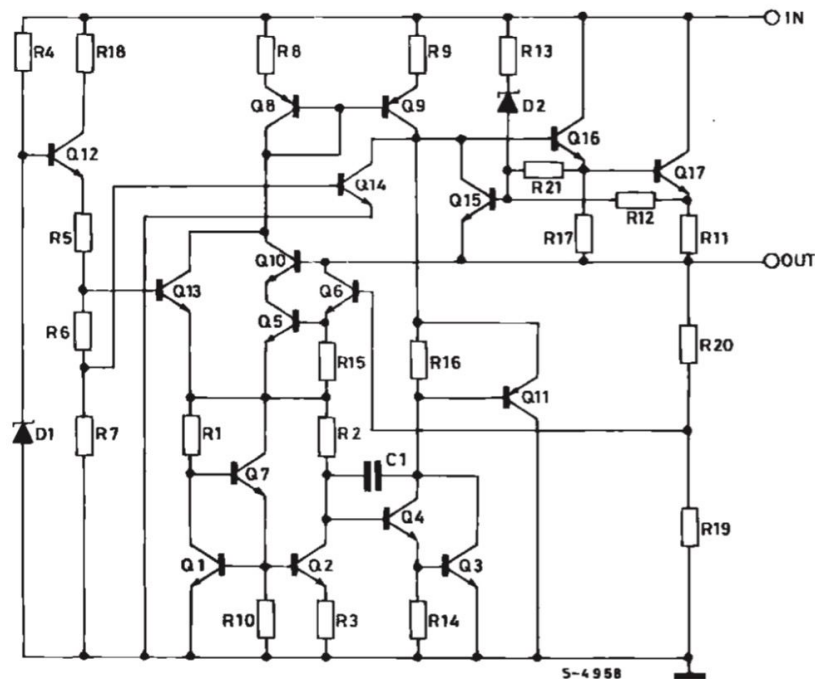 IN
R4 R18 R8 R9 R13
D2
Q8 Q9 Q16
Q12 Q14 Q17
Q15 R21
R12
R5 R17 R11
Q10 OUT
Q13 Q6
R6 Q5 R20
R15 R16
Q11
D1 R7 R1 R2
C1
Q7
Q4 R19
Q1 Q2 Q3
R10 R3 R14
S-4958